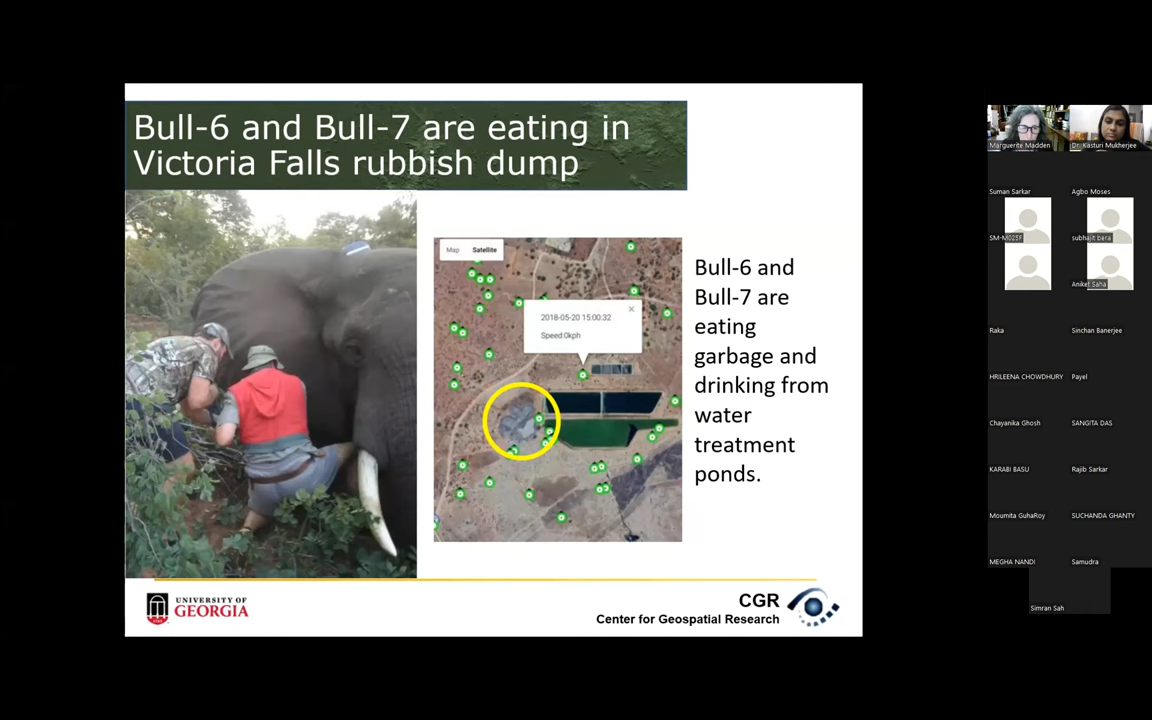 Bull-6 and Bull-7 are eating in
Victoria Falls rubbish dump
Map Satellite
2018-05-20 15:00:32
Speed:0kph
Bull-6 and
Bull-7 are
eating
garbage and
drinking from
water
treatment
ponds.
UNIVERSITY OF
GEORGIA
CGR
Center for Geospatial Research
Marguerite Madden
Dr. Kasturi Mukherjee
Suman Sarkar
Agbo Moses
SM-M025F
subhajit bera
Aniket Saha
Raka
Sinchan Banerjee
HRILEENA CHOWDHURY
Payel
Chayanika Ghosh
SANGITA DAS
KARABI BASU
Rajib Sarkar
Moumita GuhaRoy
SUCHANDA GHANTY
MEGHA NANDI
Samudra
Simran Sah